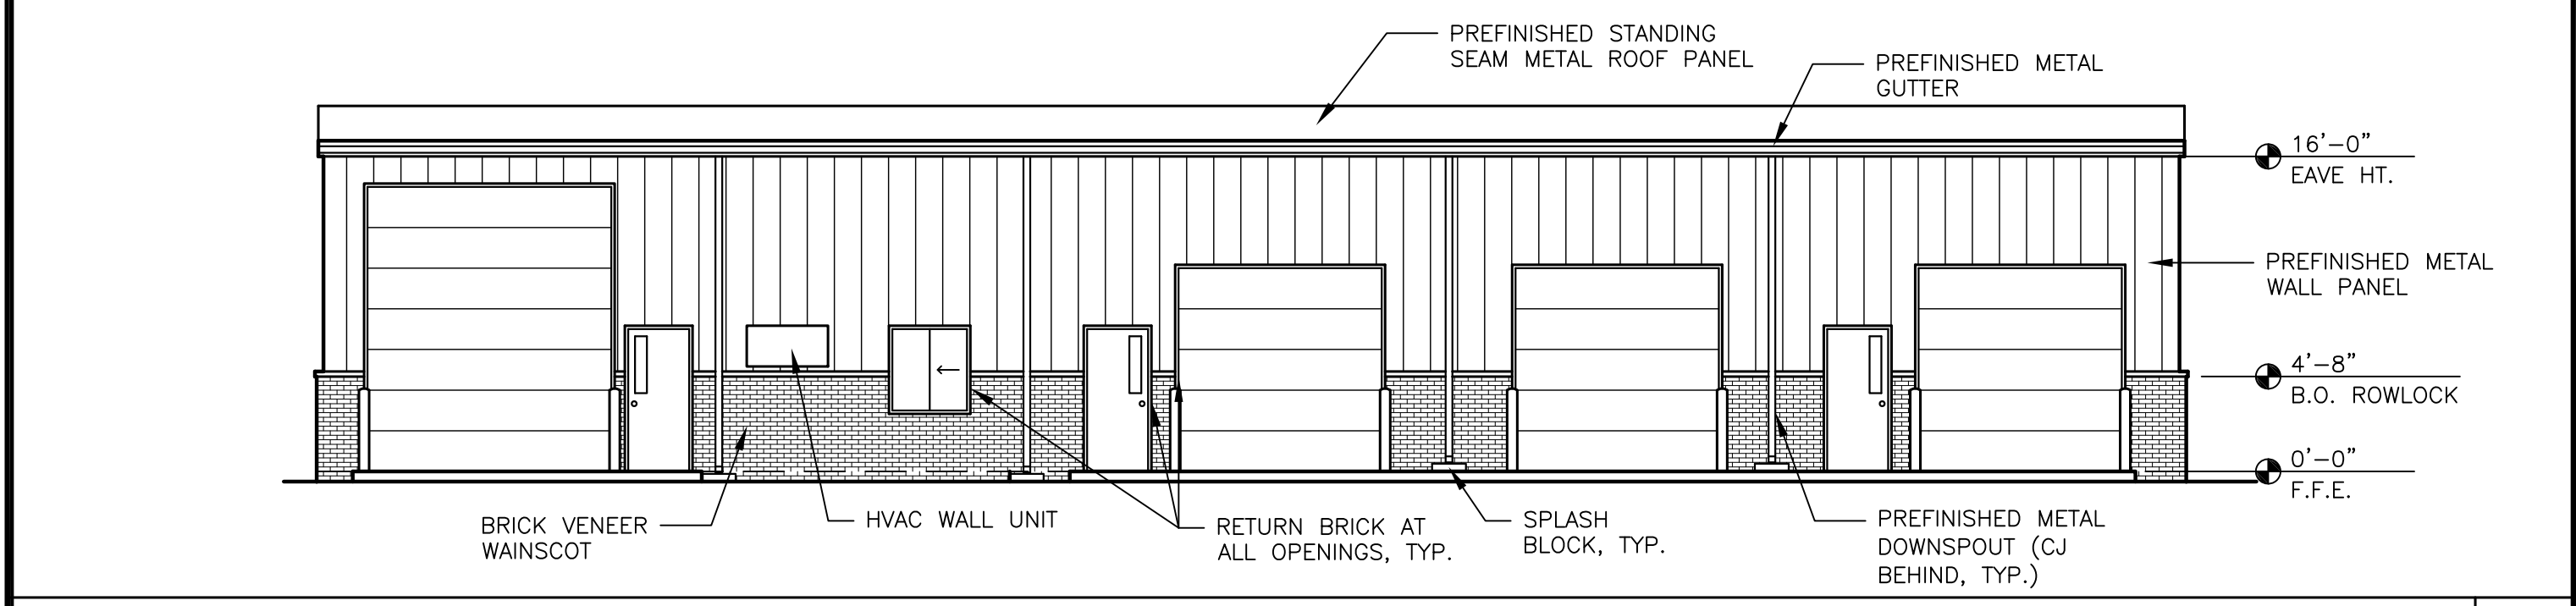 PREFINISHED STANDING
SEAM METAL ROOF PANEL
PREFINISHED METAL
GUTTER
16'-0"
EAVE HT.
PREFINISHED METAL
WALL PANEL
4'-8"
B.O. ROWLOCK
0'-0"
F.F.E.
BRICK VENEER
WAINSCOT
HVAC WALL UNIT
RETURN BRICK AT
ALL OPENINGS, TYP.
SPLASH
BLOCK, TYP.
PREFINISHED METAL
DOWNSPOUT (CJ
BEHIND, TYP.)